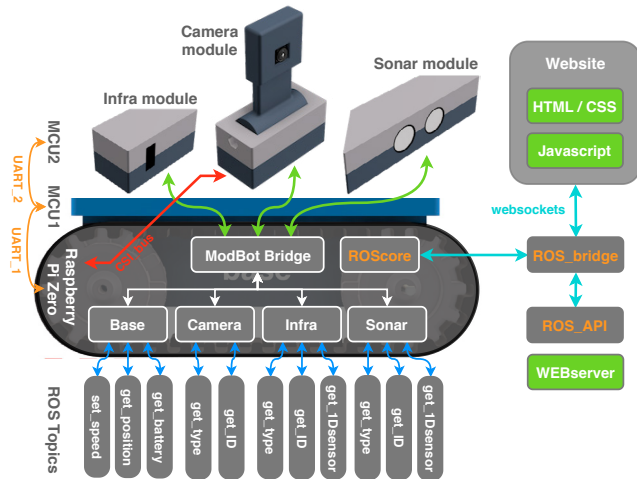 Camera
module
Sonar module
Infra module
Website
HTML / CSS
Javascript
MCU2
UART_2
MCU1
UART_1
Raspberry
Pi Zero
CSI_bus
websockets
ModBot Bridge
ROScore
ROS_bridge
base
Base
Camera
Infra
Sonar
ROS_API
WEBserver
ROS Topics
set_speed
get_position
get_battery
get_type
get_ID
get_type
get_ID
get_1Dsensor
get_type
get_ID
get_1Dsensor